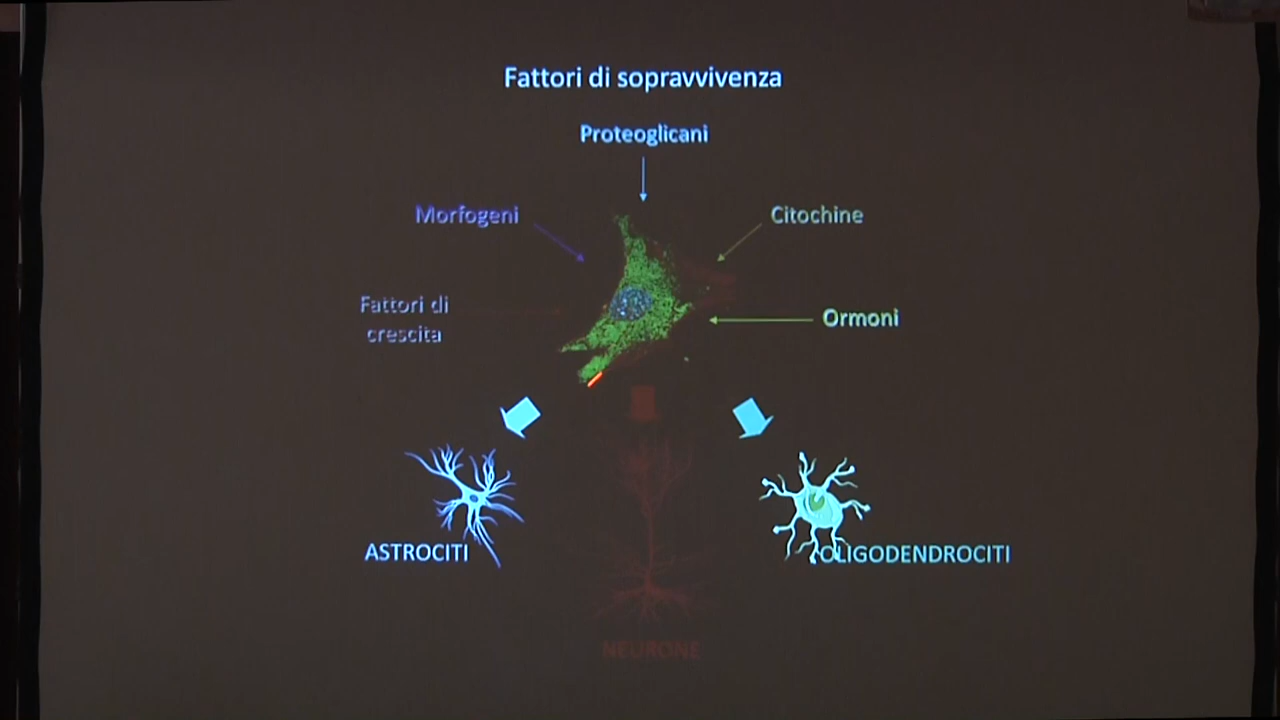 Fattori di sopravvivenza
Proteoglicani
Morfogeni
Citochine
Fattori di
crescita
Ormoni
ASTROCITI
OLIGODENDROCITI
NEURONE